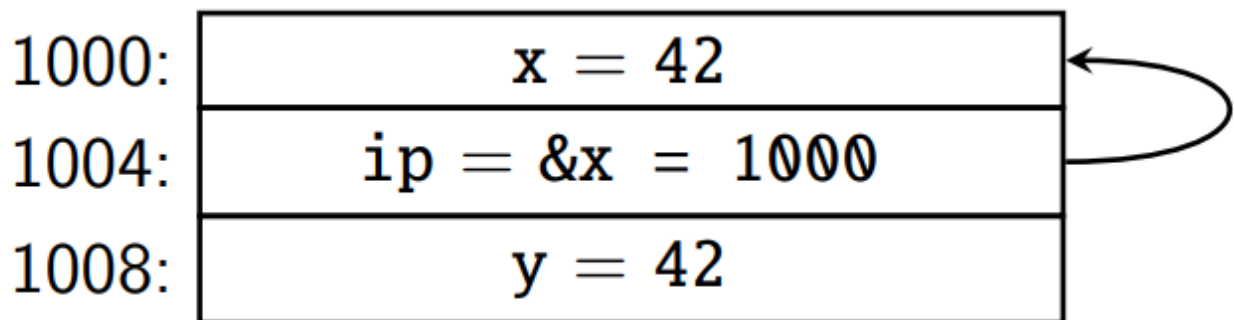 1000: x = 42
1004: ip = &x = 1000
1008: y = 42